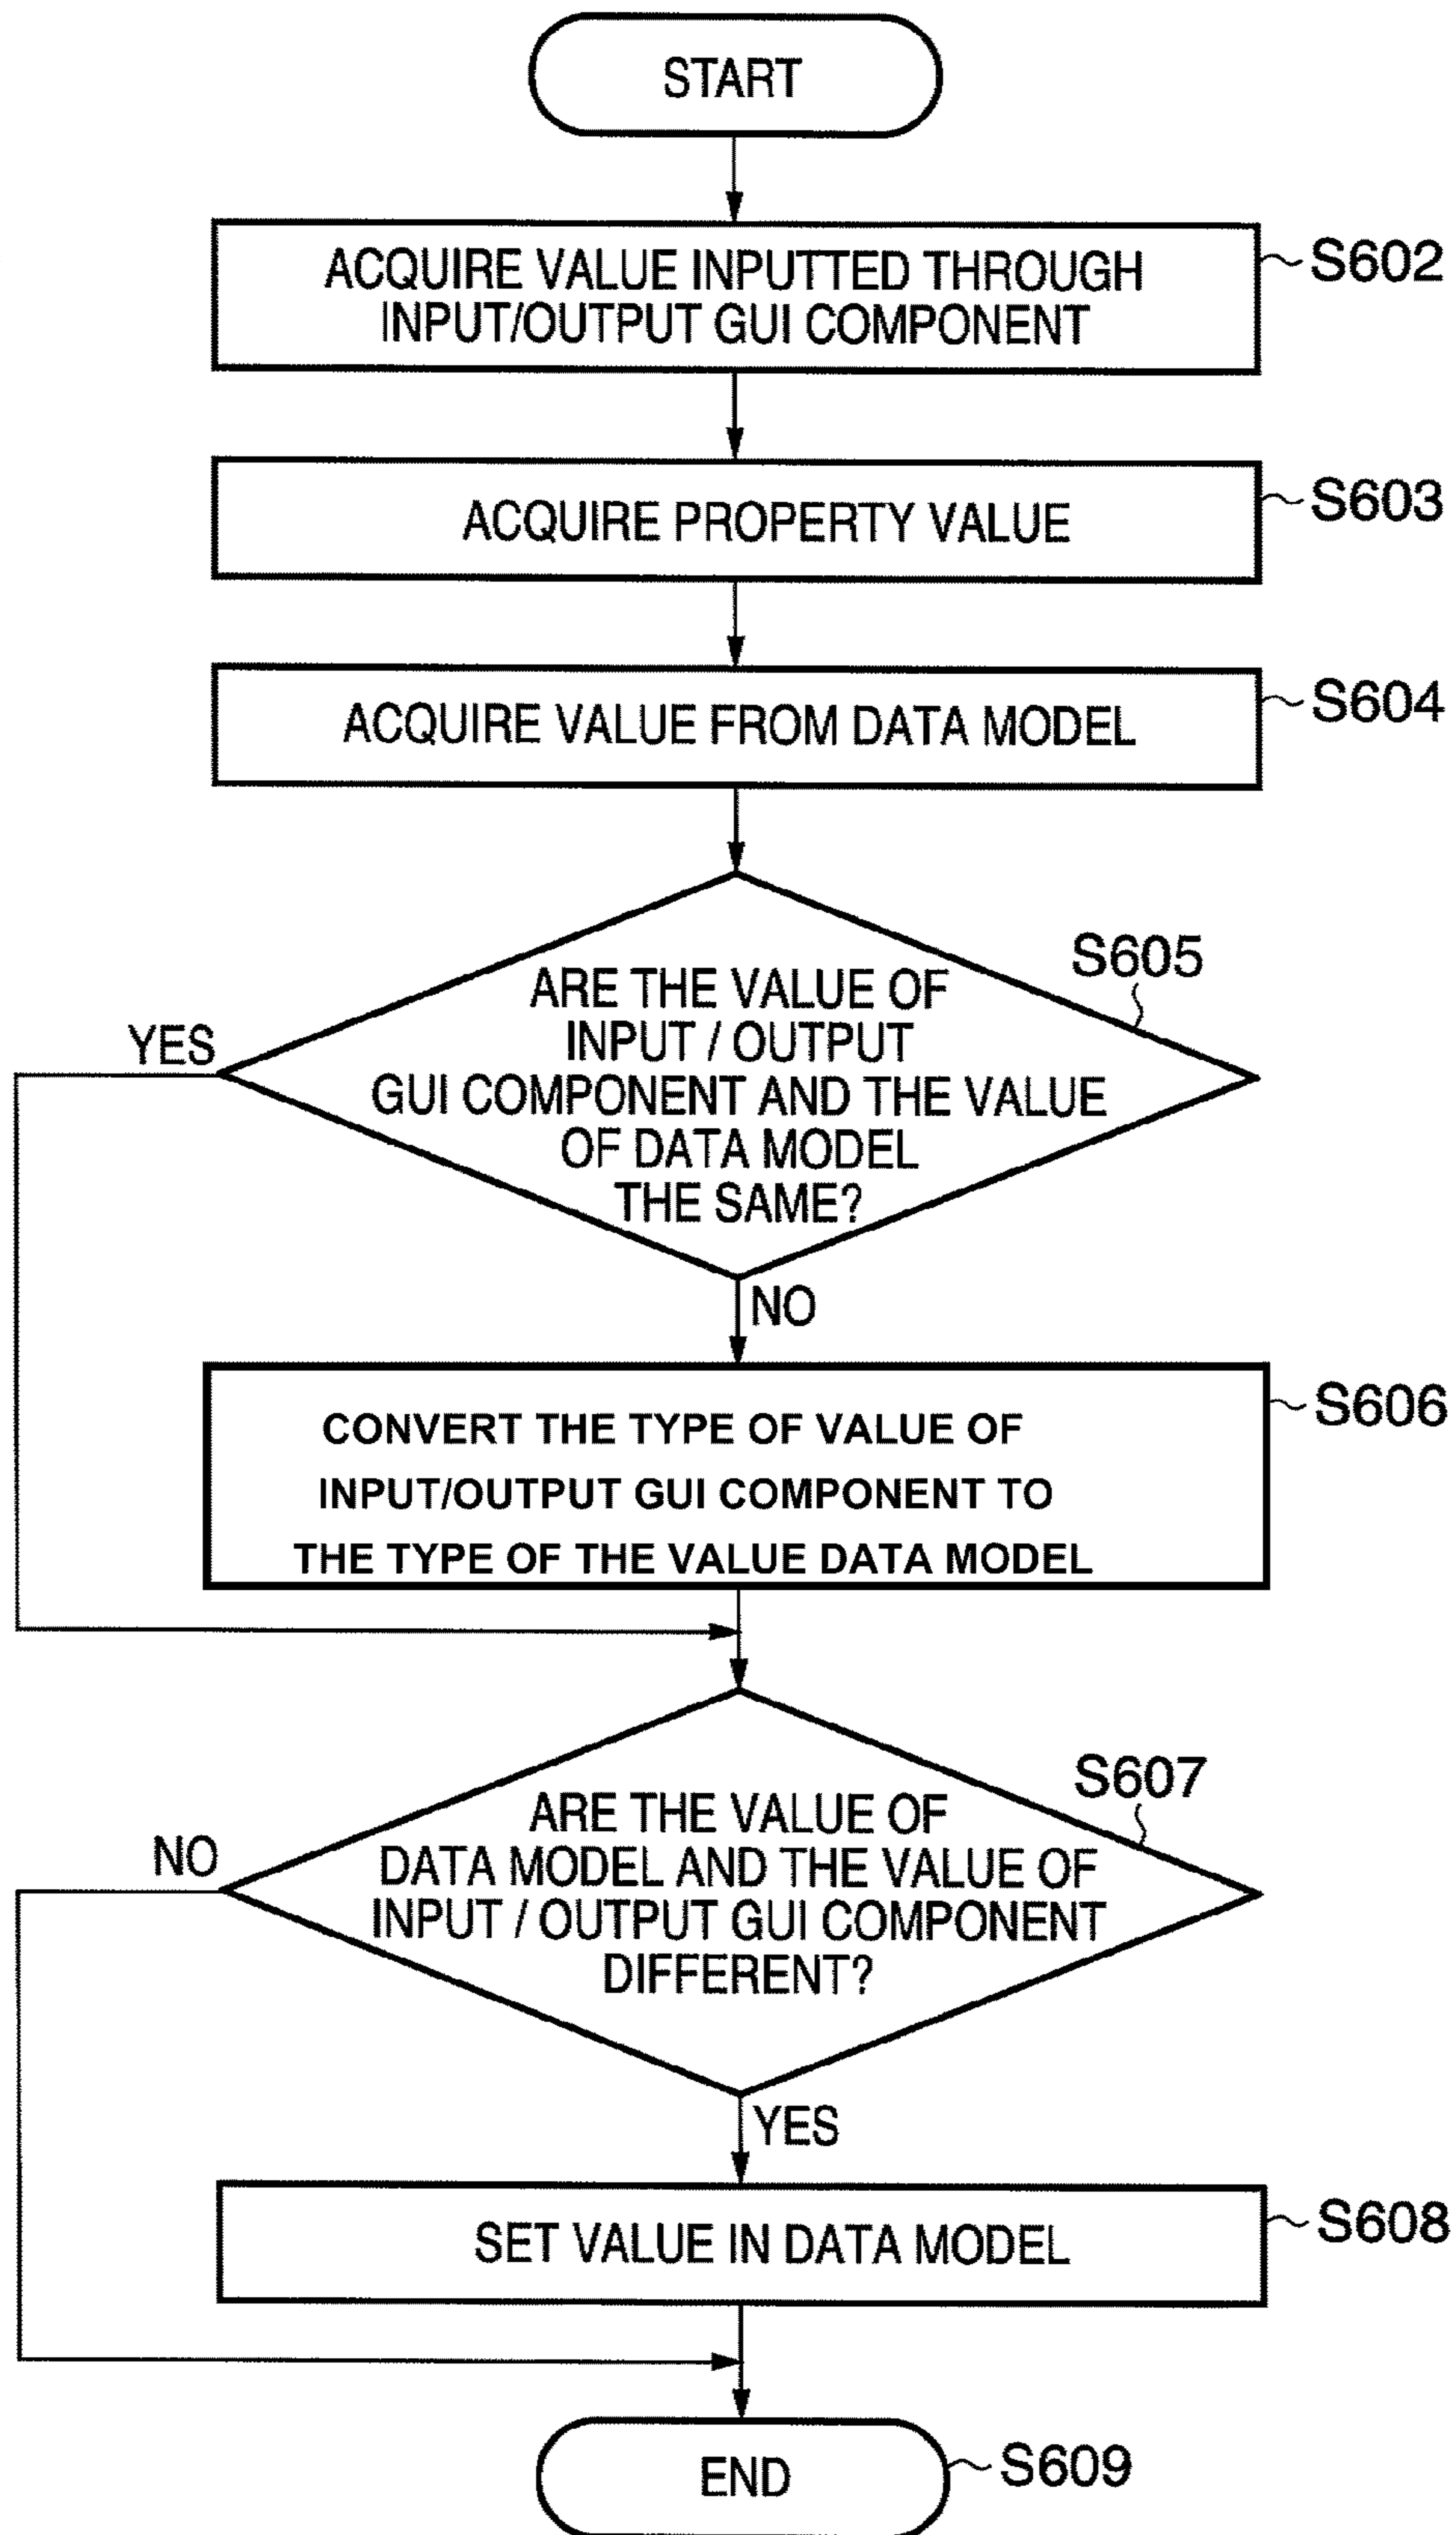 START
ACQUIRE VALUE INPUTTED THROUGH
INPUT/OUTPUT GUI COMPONENT
S602
ACQUIRE PROPERTY VALUE
S603
ACQUIRE VALUE FROM DATA MODEL
S604
S605
ARE THE VALUE OF
INPUT / OUTPUT
GUI COMPONENT AND THE VALUE
OF DATA MODEL
THE SAME?
YES
NO
CONVERT THE TYPE OF VALUE OF
INPUT/OUTPUT GUI COMPONENT TO
THE TYPE OF THE VALUE DATA MODEL
S606
S607
ARE THE VALUE OF
DATA MODEL AND THE VALUE OF
INPUT / OUTPUT GUI COMPONENT
DIFFERENT?
NO
YES
SET VALUE IN DATA MODEL
S608
END
S609